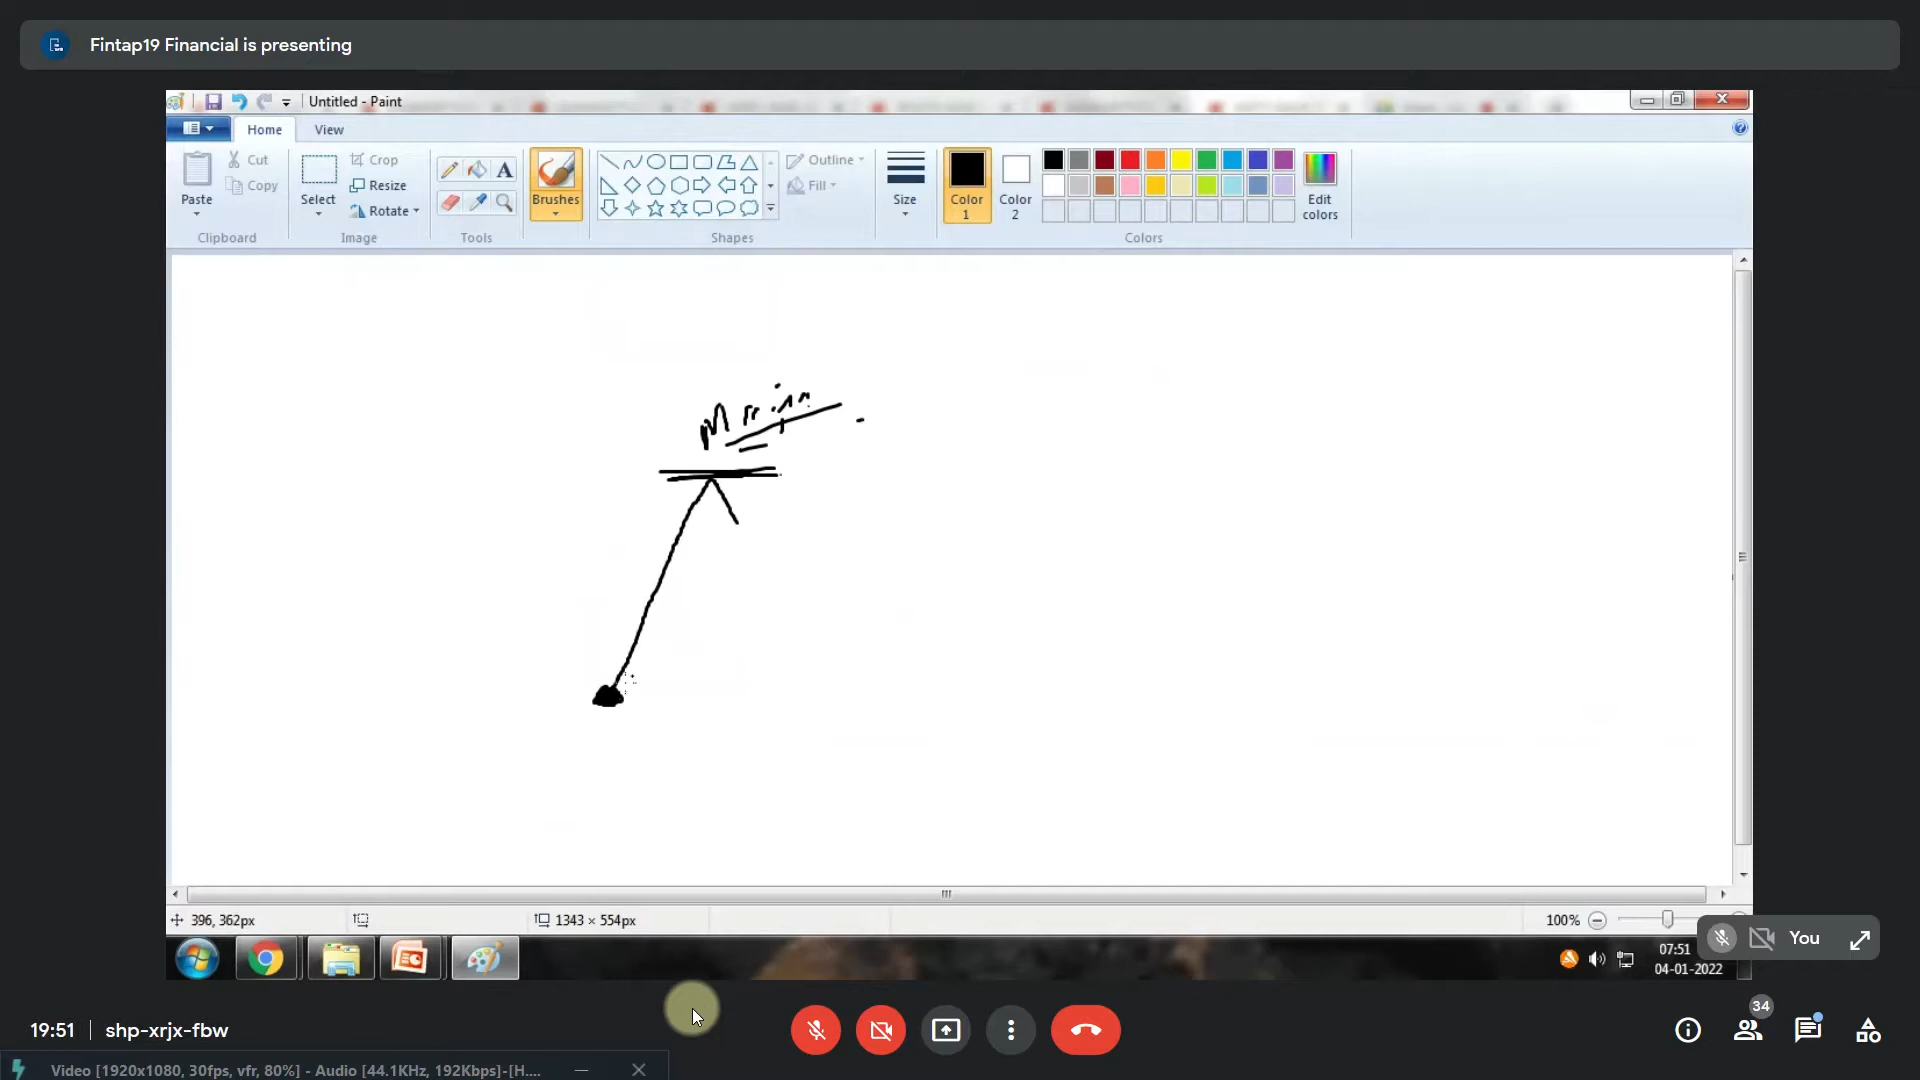 Fintap19 Financial is presenting
Untitled - Paint
Home View
Paste
Cut
Copy
Clipboard
Select
Crop
Resize
Rotate
Image
A
Tools
Brushes
Outline
Fill
Shapes
Size
Color 1
Color 2
Edit colors
Colors
396, 362px
1343 × 554px
100%
07:51
04-01-2022
You
19:51 shp-xrjx-fbw
34
Video [1920x1080, 30fps, vfr, 80%] - Audio [44.1KHz, 192Kbps]-[H....